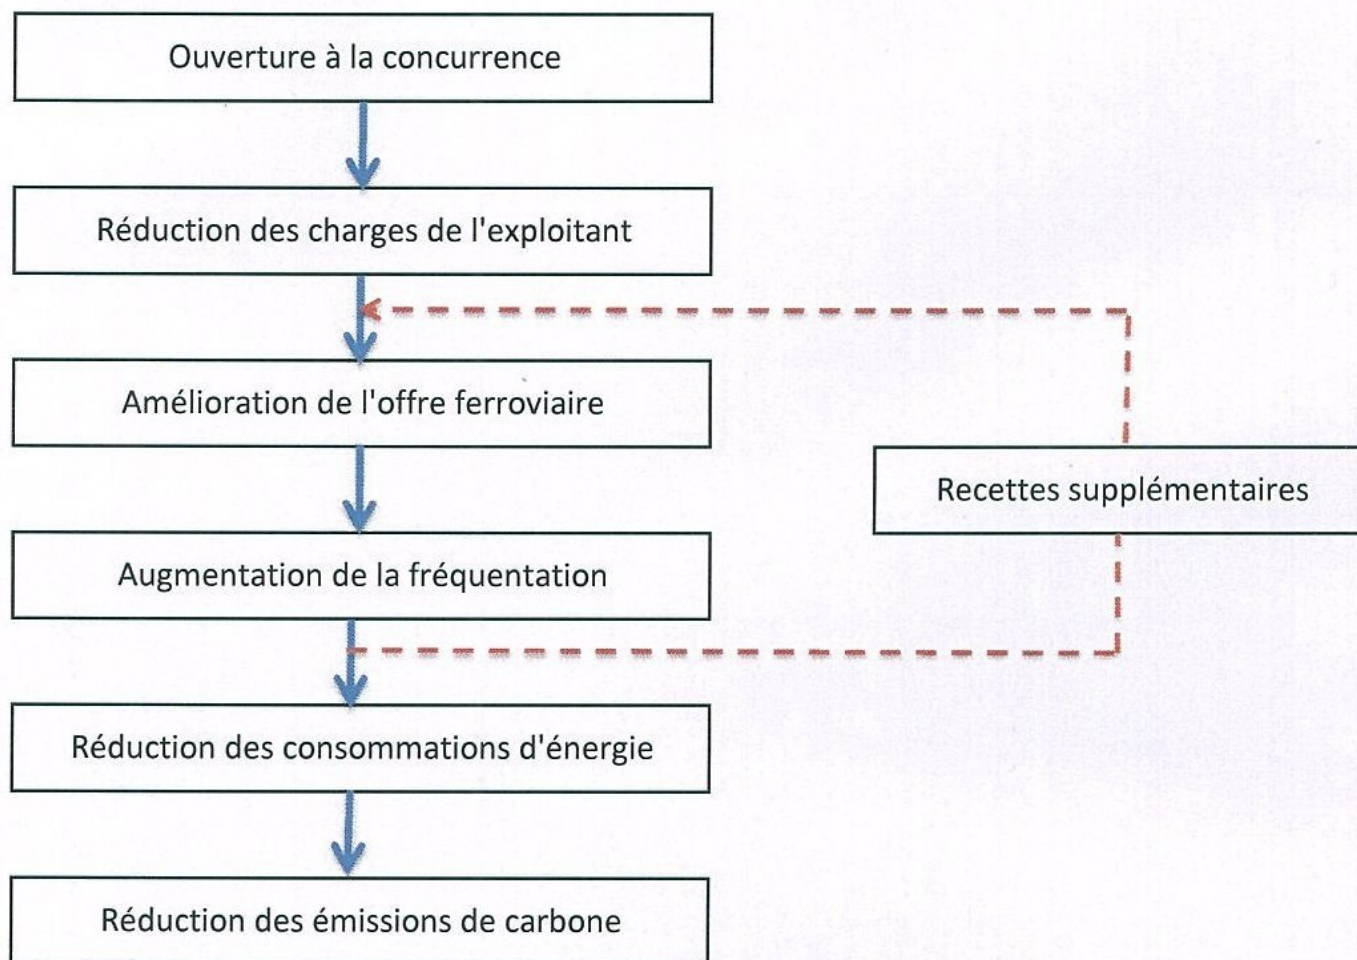 Ouverture à la concurrence
Réduction des charges de l'exploitant
Amélioration de l'offre ferroviaire
Recettes supplémentaires
Augmentation de la fréquentation
Réduction des consommations d'énergie
Réduction des émissions de carbone